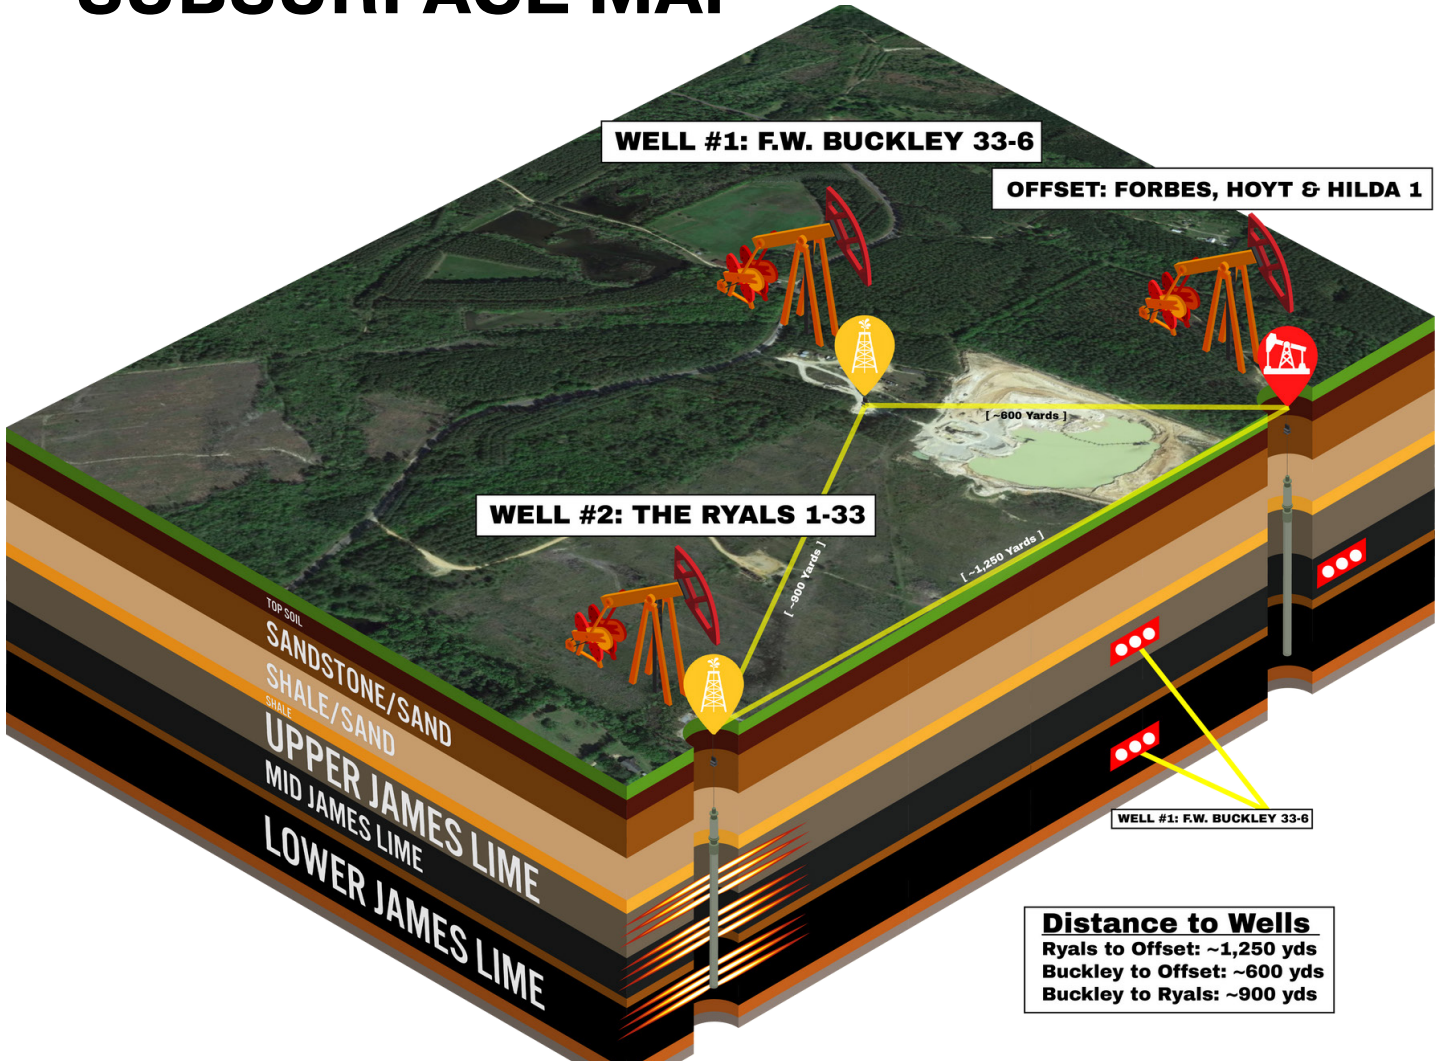 SUBSURFACE MAP
WELL #1: F.W. BUCKLEY 33-6
OFFSET: FORBES, HOYT & HILDA 1
[ ~600 Yards ]
WELL #2: THE RYALS 1-33
[ ~900 Yards ]
[ ~1,250 Yards ]
TOP SOIL
SANDSTONE/SAND
SHALE/SAND
SHALE
UPPER JAMES LIME
MID JAMES LIME
LOWER JAMES LIME
WELL #1: F.W. BUCKLEY 33-6
Distance to Wells
Ryals to Offset: ~1,250 yds
Buckley to Offset: ~600 yds
Buckley to Ryals: ~900 yds